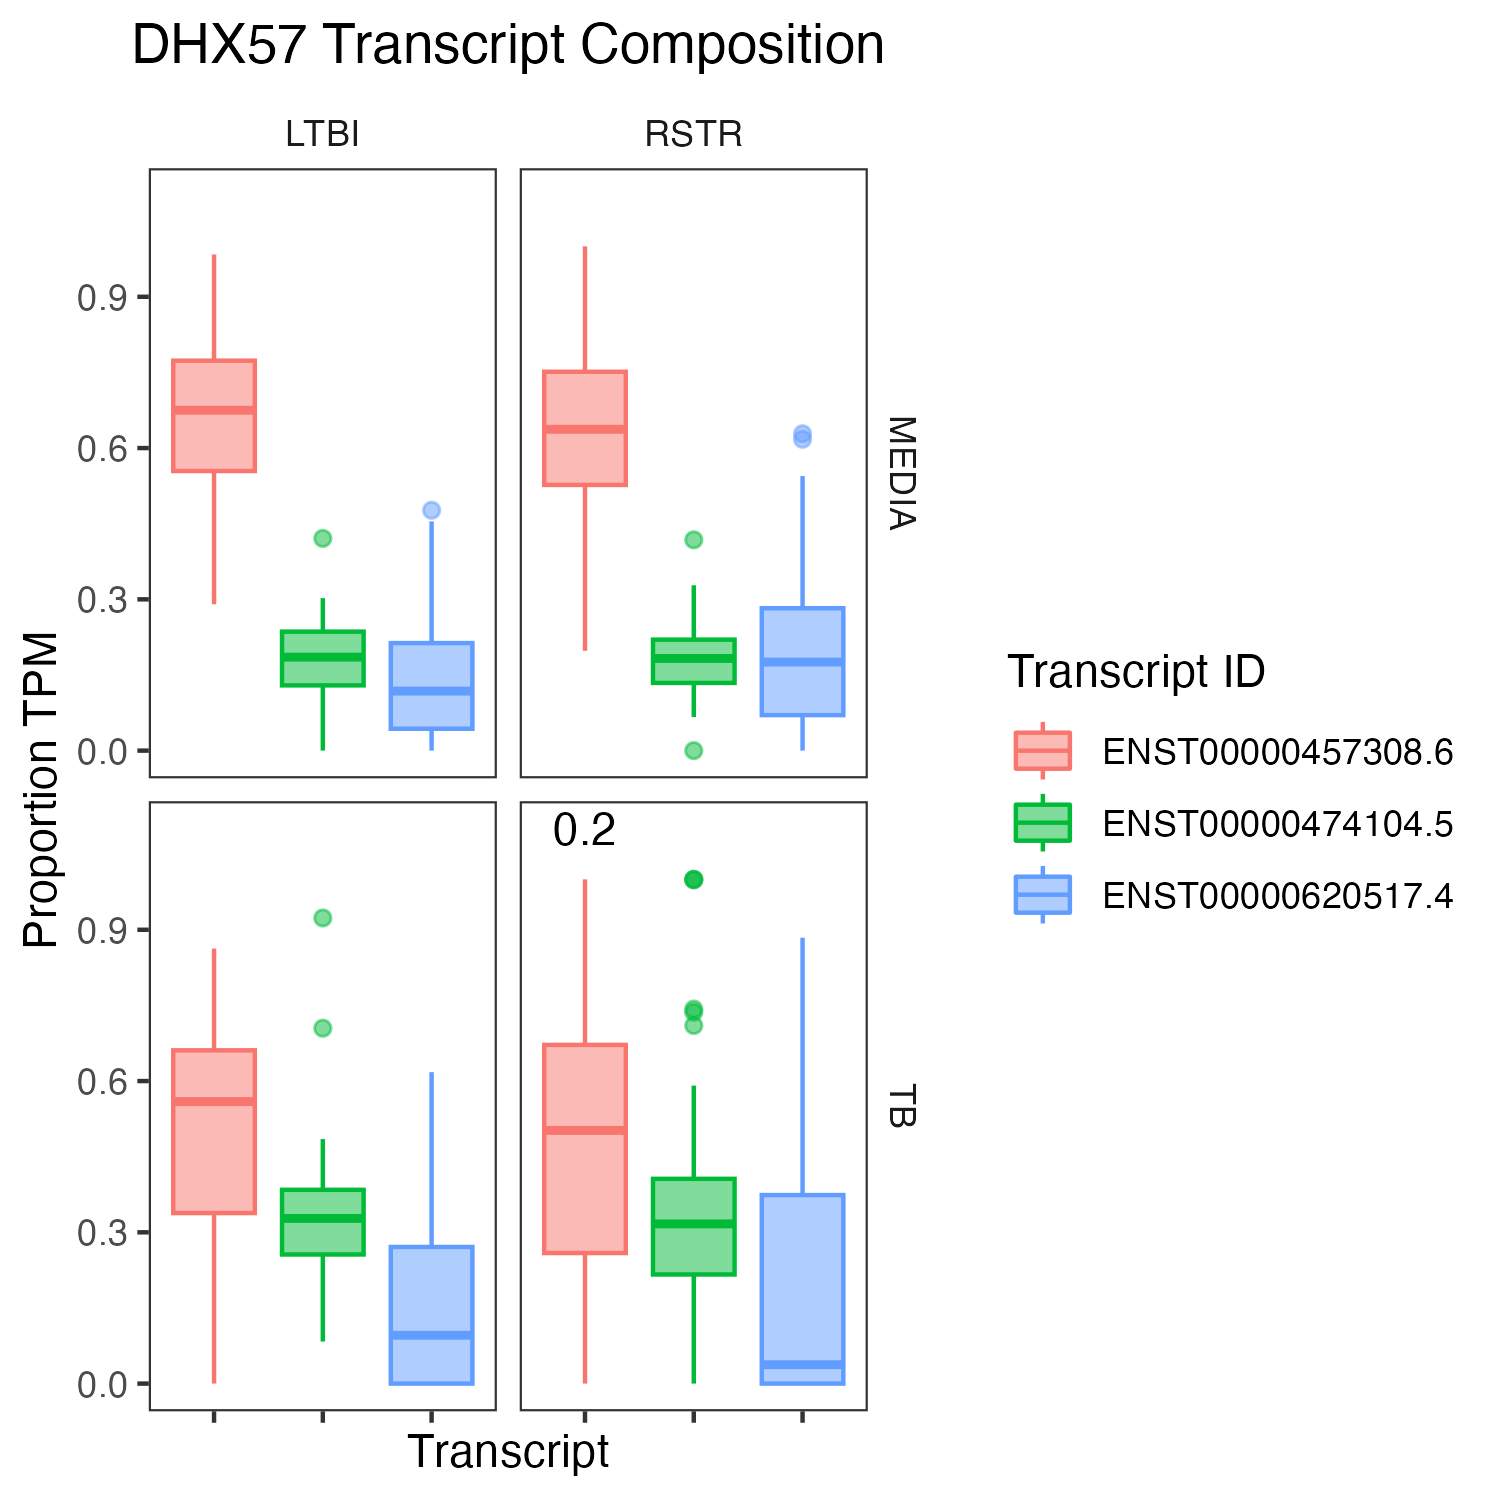 DHX57 Transcript Composition
LTBI
RSTR
0.9
0.6
0.3
0.0
MEDIA
0.2
0.9
0.6
0.3
0.0
TB
Proportion TPM
Transcript
Transcript ID
ENST00000457308.6
ENST00000474104.5
ENST00000620517.4